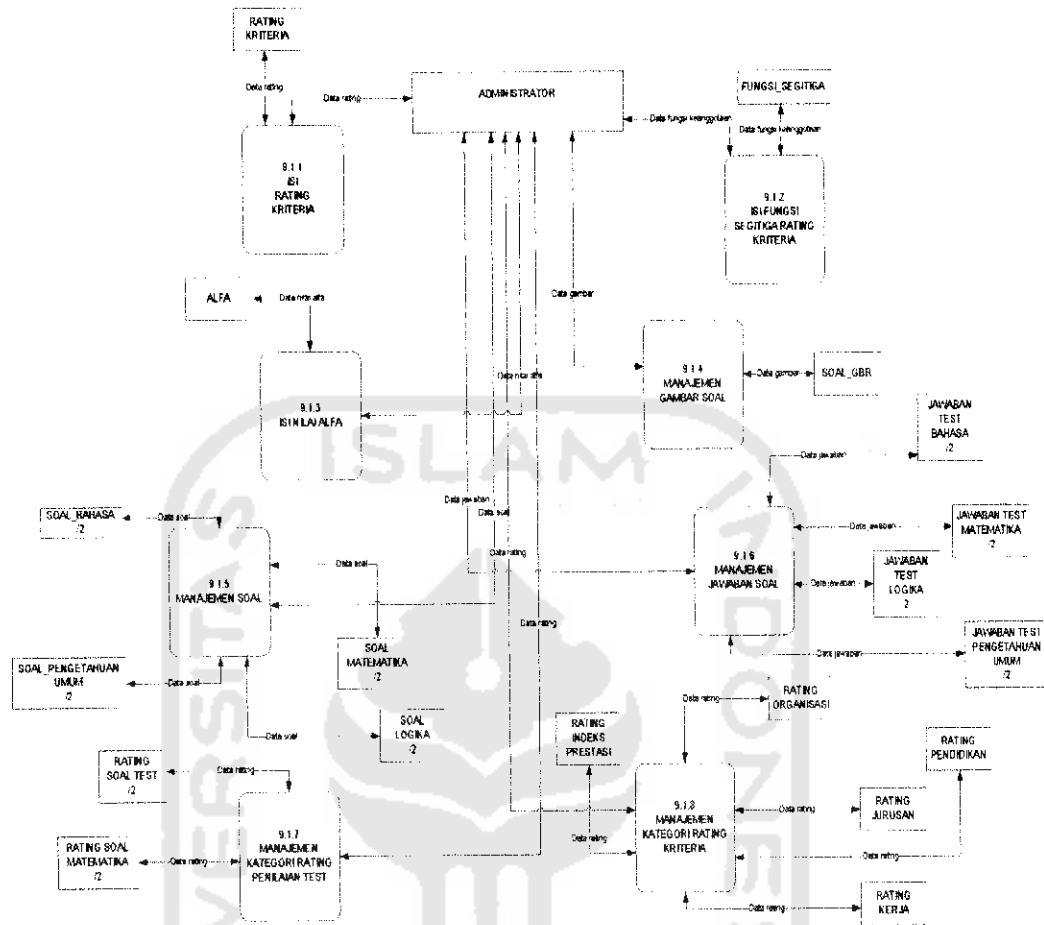 RATING
KRITERIA
Data rating
Data rating
ADMINISTRATOR
FUNGSI_SEGITIGA
Data fungsi keanggotaan
Data fungsi keanggotaan
9.1.1
ISI
RATING
KRITERIA
9.1.2
ISI FUNGSI
SEGITIGA RATING
KRITERIA
ALFA
Data nilai alfa
Data gambar
9.1.3
ISI NILAI ALFA
Data nilai alfa
9.1.4
MANAJEMEN
GAMBAR SOAL
Data gambar
SOAL_GBR
JAWABAN
TEST
BAHASA
/2
ISLAM
Data jawaban
Data jawaban
Data soal
SOAL_BAHASA
/2
Data soal
Data rating
9.1.5
MANAJEMEN SOAL
Data soal
9.1.6
MANAJEMEN
JAWABAN SOAL
Data jawaban
JAWABAN TEST
MATEMATIKA
/2
Data jawaban
JAWABAN
TEST
LOGIKA
2
SOAL
MATEMATIKA
/2
Data rating
SOAL_PENGETAHUAN
UMUM
/2
Data soal
Data jawaban
JAWABAN TEST
PENGETAHUAN
UMUM
/2
Data soal
SOAL
LOGIKA
/2
RATING
INDEKS
PRESTASI
Data rating
RATING
ORGANISASI
RATING
PENDIDIKAN
RATING
SOAL TEST
/2
Data rating
RATING SOAL
MATEMATIKA
/2
Data rating
9.1.7
MANAJEMEN
KATEGORI RATING
PENILAIAN TEST
Data rating
9.1.8
MANAJEMEN
KATEGORI RATING
KRITERIA
Data rating
RATING
JURUSAN
Data rating
Data rating
RATING
KERJA
VERSITAS
INDONES